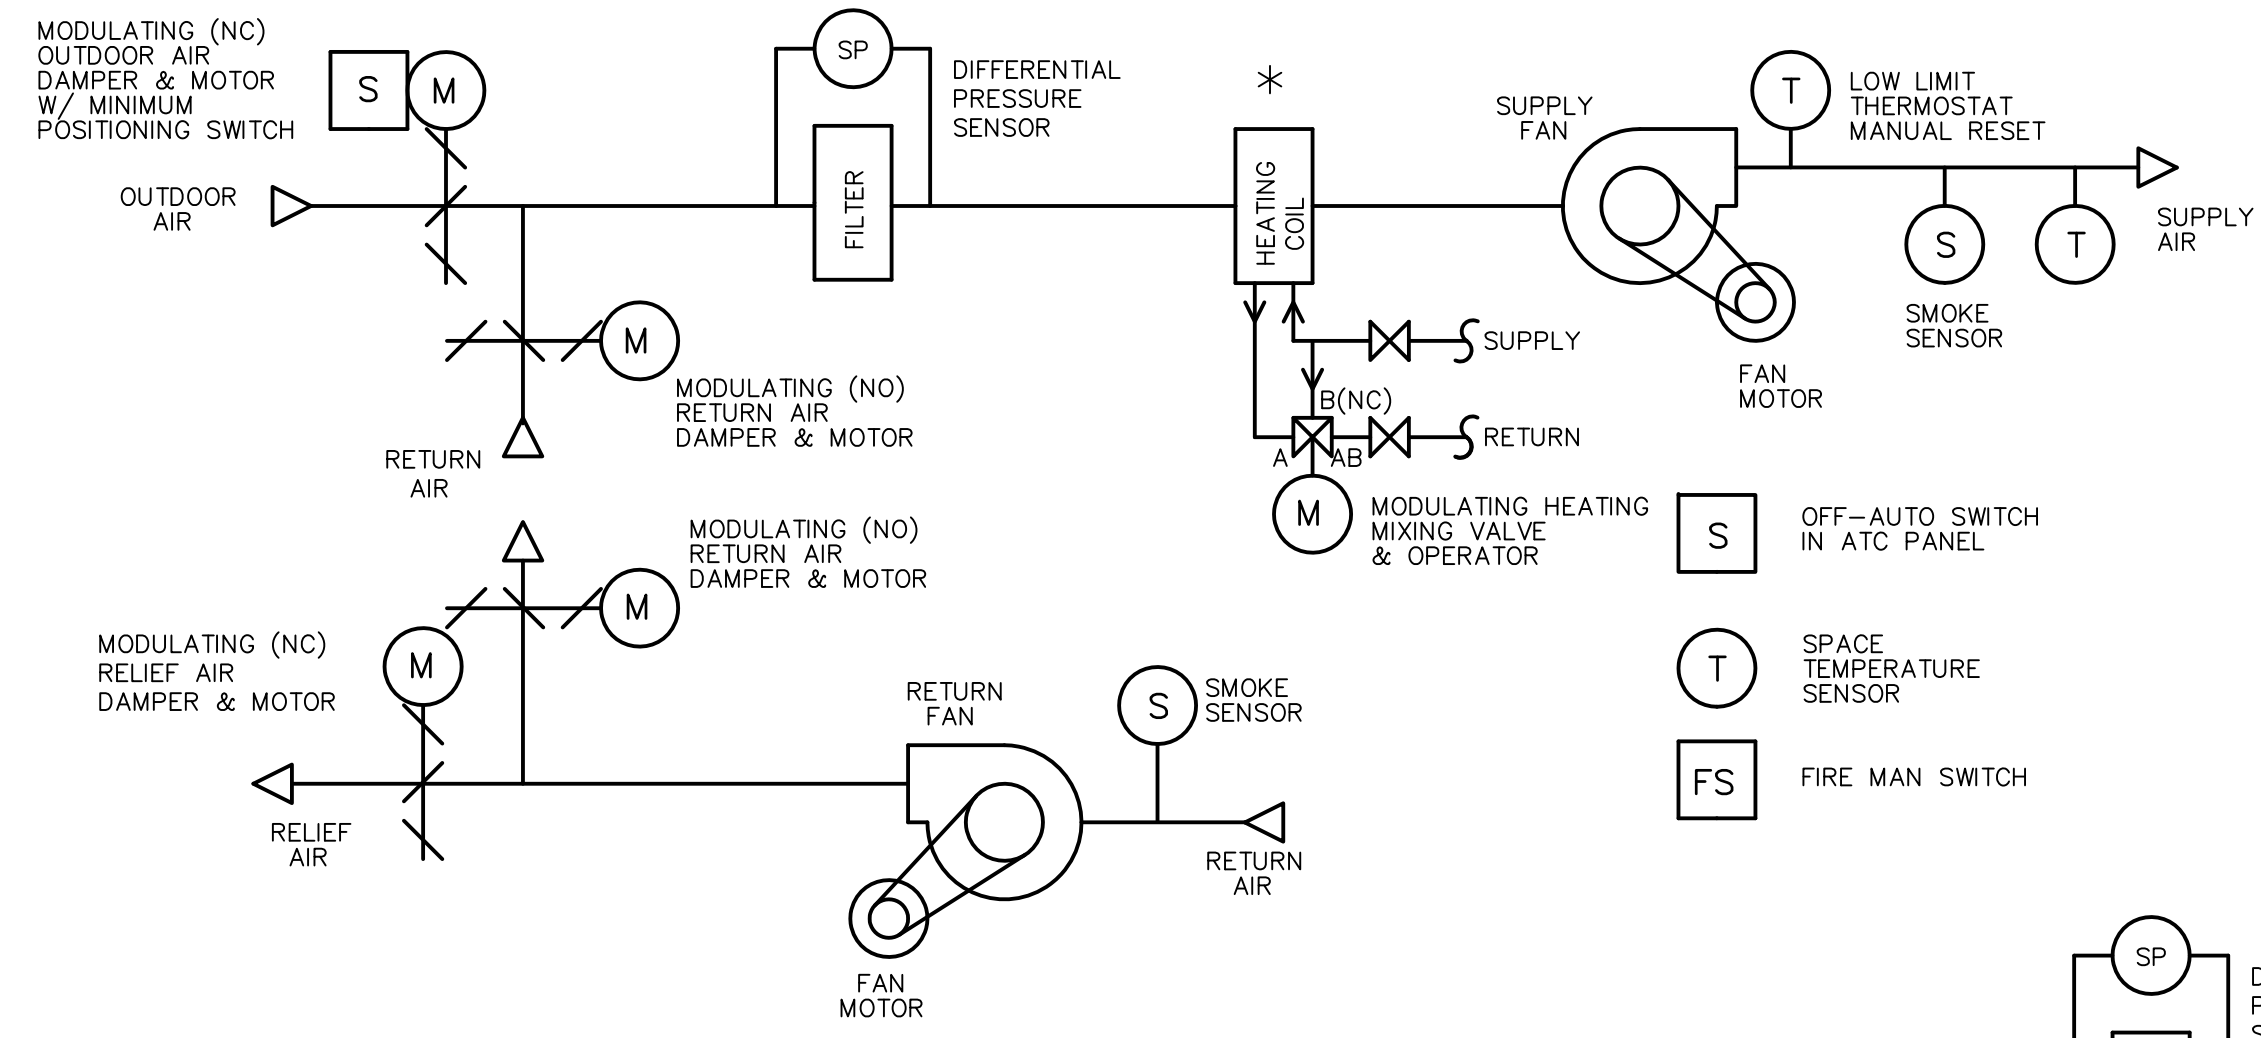 MODULATING (NC)
OUTDOOR AIR
DAMPER & MOTOR
W/ MINIMUM
POSITIONING SWITCH
S
M
SP
DIFFERENTIAL
PRESSURE
SENSOR
*
SUPPLY
FAN
T
LOW LIMIT
THERMOSTAT
MANUAL RESET
OUTDOOR
AIR
FILTER
HEATING
COIL
S
T
SUPPLY
AIR
SMOKE
SENSOR
M
SUPPLY
FAN
MOTOR
MODULATING (NO)
RETURN AIR
DAMPER & MOTOR
B(NC)
RETURN
A
AB
RETURN
AIR
M
MODULATING HEATING
MIXING VALVE
& OPERATOR
S
OFF-AUTO SWITCH
IN ATC PANEL
MODULATING (NO)
RETURN AIR
DAMPER & MOTOR
M
MODULATING (NC)
RELIEF AIR
DAMPER & MOTOR
M
T
SPACE
TEMPERATURE
SENSOR
RETURN
FAN
S
SMOKE
SENSOR
FS
FIRE MAN SWITCH
RELIEF
AIR
RETURN
AIR
FAN
MOTOR
SP